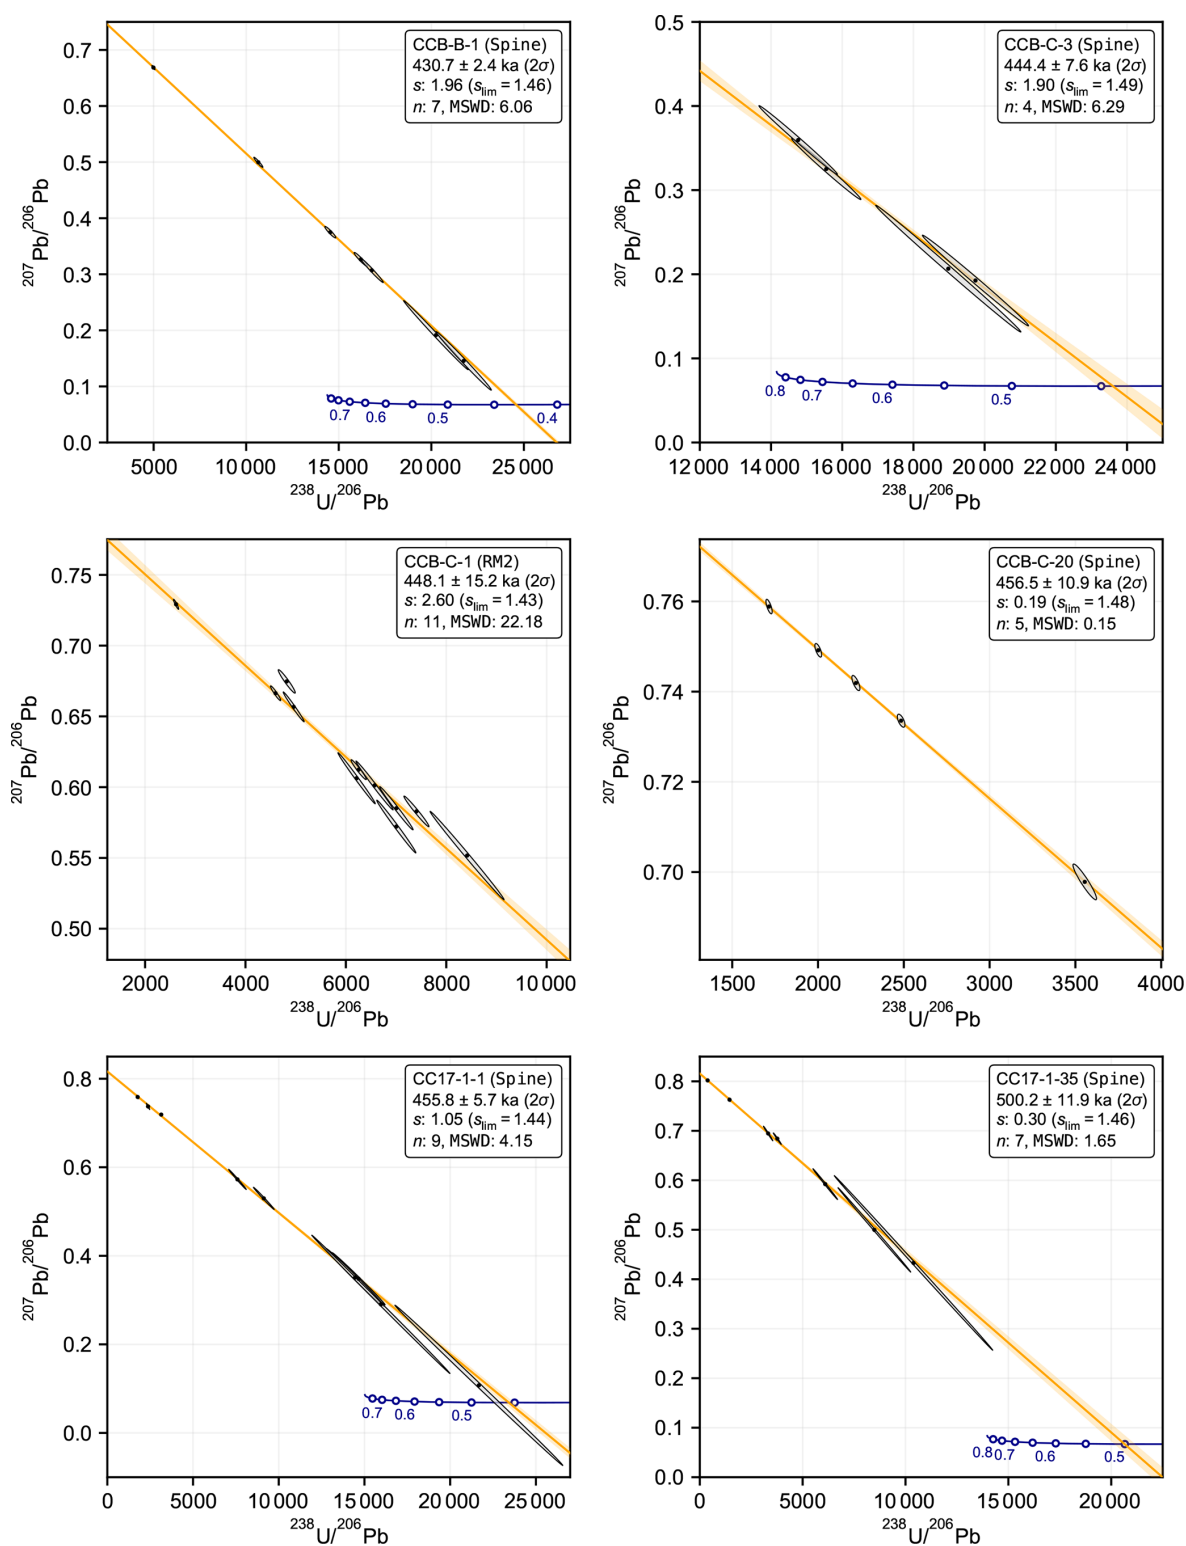 CCB-B-1 (Spine)
430.7 ± 2.4 ka (2σ)
s: 1.96 (slim = 1.46)
n: 7, MSWD: 6.06
0.7
0.6
0.5
0.4
0.3
0.2
0.1
0.0
0.7 0.6 0.5 0.4
5000 10 000 15 000 20 000 25 000
207Pb/206Pb
238U/206Pb
CCB-C-3 (Spine)
444.4 ± 7.6 ka (2σ)
s: 1.90 (slim = 1.49)
n: 4, MSWD: 6.29
0.5
0.4
0.3
0.2
0.1
0.0
0.8 0.7 0.6 0.5
12 000 14 000 16 000 18 000 20 000 22 000 24 000
207Pb/206Pb
238U/206Pb
CCB-C-1 (RM2)
448.1 ± 15.2 ka (2σ)
s: 2.60 (slim = 1.43)
n: 11, MSWD: 22.18
0.75
0.70
0.65
0.60
0.55
0.50
2000 4000 6000 8000 10 000
207Pb/206Pb
238U/206Pb
CCB-C-20 (Spine)
456.5 ± 10.9 ka (2σ)
s: 0.19 (slim = 1.48)
n: 5, MSWD: 0.15
0.76
0.74
0.72
0.70
1500 2000 2500 3000 3500 4000
207Pb/206Pb
238U/206Pb
CC17-1-1 (Spine)
455.8 ± 5.7 ka (2σ)
s: 1.05 (slim = 1.44)
n: 9, MSWD: 4.15
0.8
0.6
0.4
0.2
0.0
0.7 0.6 0.5
0 5000 10 000 15 000 20 000 25 000
207Pb/206Pb
238U/206Pb
CC17-1-35 (Spine)
500.2 ± 11.9 ka (2σ)
s: 0.30 (slim = 1.46)
n: 7, MSWD: 1.65
0.8
0.7
0.6
0.5
0.4
0.3
0.2
0.1
0.0
0.8 0.7 0.6 0.5
0 5000 10 000 15 000 20 000
207Pb/206Pb
238U/206Pb